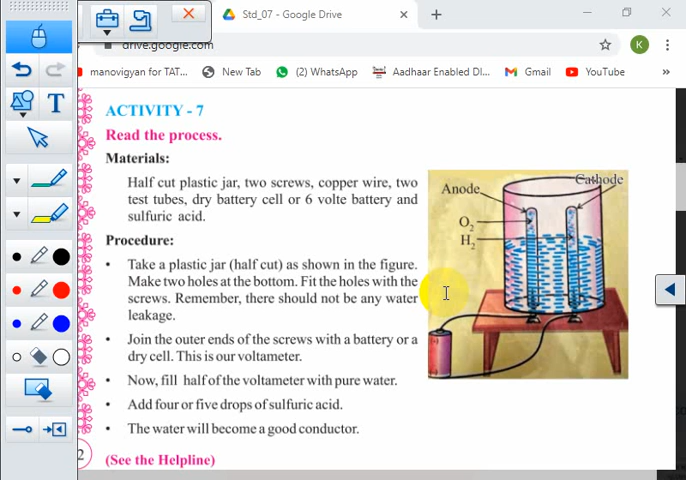 Std_07 - Google Drive
drive.google.com
K
manovigyan for TAT... New Tab (2) WhatsApp Aadhaar Enabled DI... Gmail YouTube »
T
ACTIVITY - 7
Read the process.
Materials:
Half cut plastic jar, two screws, copper wire, two
test tubes, dry battery cell or 6 volte battery and
sulfuric acid.
Procedure:
• Take a plastic jar (half cut) as shown in the figure.
Make two holes at the bottom. Fit the holes with the
screws. Remember, there should not be any water
leakage.
• Join the outer ends of the screws with a battery or a
dry cell. This is our voltameter.
• Now, fill half of the voltameter with pure water.
• Add four or five drops of sulfuric acid.
• The water will become a good conductor.
2
(See the Helpline)
Cathode
Anode
O2
H2